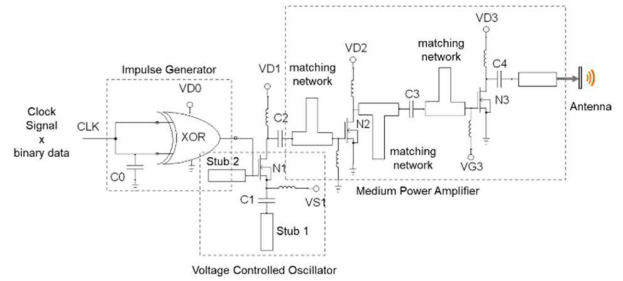 VD3
VD2
matching
network
C4
Impulse Generator
VD1
matching
network
VD0
C2
C3
N3
Antenna
Clock
Signal
x
binary data
CLK
XOR
N2
Stub 2
N1
matching
network
VG3
C0
Medium Power Amplifier
C1
VS1
Stub 1
Voltage Controlled Oscillator